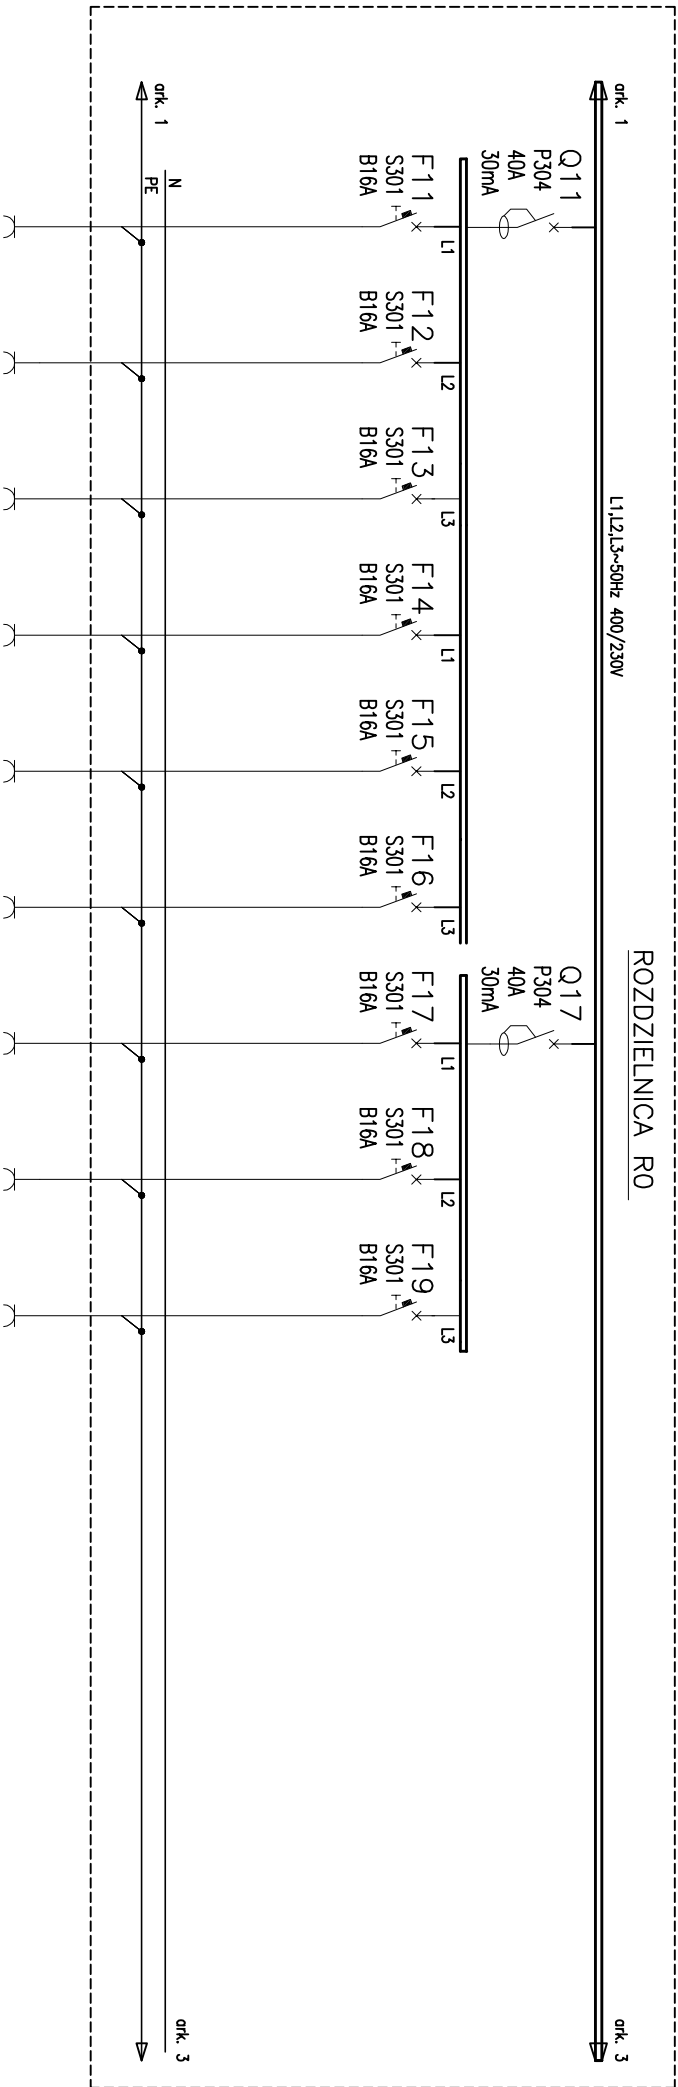 ROZDZIELNICA RO
ark. 1
L1,L2,L3~50Hz 400/230V
ark. 3
Q11
P304
40A
30mA
Q17
P304
40A
30mA
L1
L2
L3
L1
L2
L3
L1
L2
L3
F11
S301
B16A
F12
S301
B16A
F13
S301
B16A
F14
S301
B16A
F15
S301
B16A
F16
S301
B16A
F17
S301
B16A
F18
S301
B16A
F19
S301
B16A
N
PE
ark. 1
ark. 3